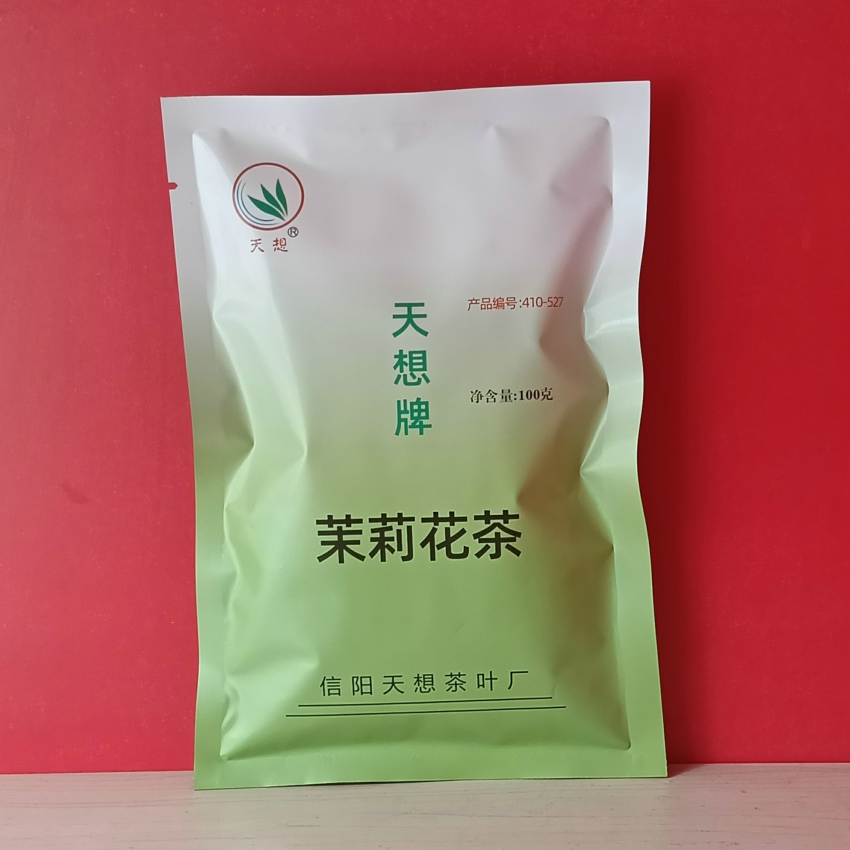 天想®
产品编号:410-527
天想牌
净含量:100克
茉莉花茶
信阳天想茶叶厂